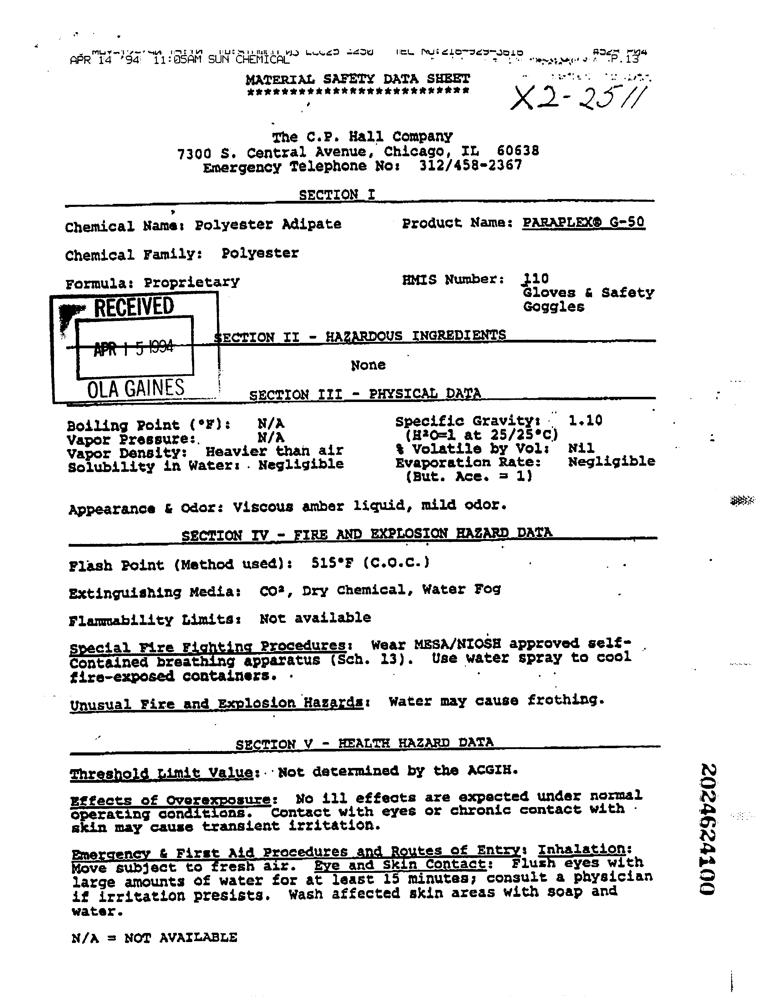 APR 14 '94 11:05AM SUN CHEMICAL P.13
MATERIAL SAFETY DATA SHEET
**************************
X2-2511
The C.P. Hall Company
7300 S. Central Avenue, Chicago, IL 60638
Emergency Telephone No: 312/458-2367
SECTION I
Chemical Name: Polyester Adipate Product Name: PARAPLEX® G-50
Chemical Family: Polyester
Formula: Proprietary HMIS Number: 110
Gloves & Safety
Goggles
RECEIVED
APR 15 1994
OLA GAINES
SECTION II - HAZARDOUS INGREDIENTS
None
SECTION III - PHYSICAL DATA
Boiling Point (°F): N/A Specific Gravity: 1.10
Vapor Pressure: N/A (H²O=1 at 25/25°C)
Vapor Density: Heavier than air % Volatile by Vol: Nil
Solubility in Water: Negligible Evaporation Rate: Negligible
(But. Ace. = 1)
Appearance & Odor: Viscous amber liquid, mild odor.
SECTION IV - FIRE AND EXPLOSION HAZARD DATA
Flash Point (Method used): 515°F (C.O.C.)
Extinguishing Media: CO², Dry Chemical, Water Fog
Flammability Limits: Not available
Special Fire Fighting Procedures: Wear MESA/NIOSH approved self-
Contained breathing apparatus (Sch. 13). Use water spray to cool
fire-exposed containers.
Unusual Fire and Explosion Hazards: Water may cause frothing.
SECTION V - HEALTH HAZARD DATA
Threshold Limit Value: Not determined by the ACGIH.
Effects of Overexposure: No ill effects are expected under normal
operating conditions. Contact with eyes or chronic contact with
skin may cause transient irritation.
Emergency & First Aid Procedures and Routes of Entry: Inhalation:
Move subject to fresh air. Eye and Skin Contact: Flush eyes with
large amounts of water for at least 15 minutes; consult a physician
if irritation presists. Wash affected skin areas with soap and
water.
N/A = NOT AVAILABLE
2024624100